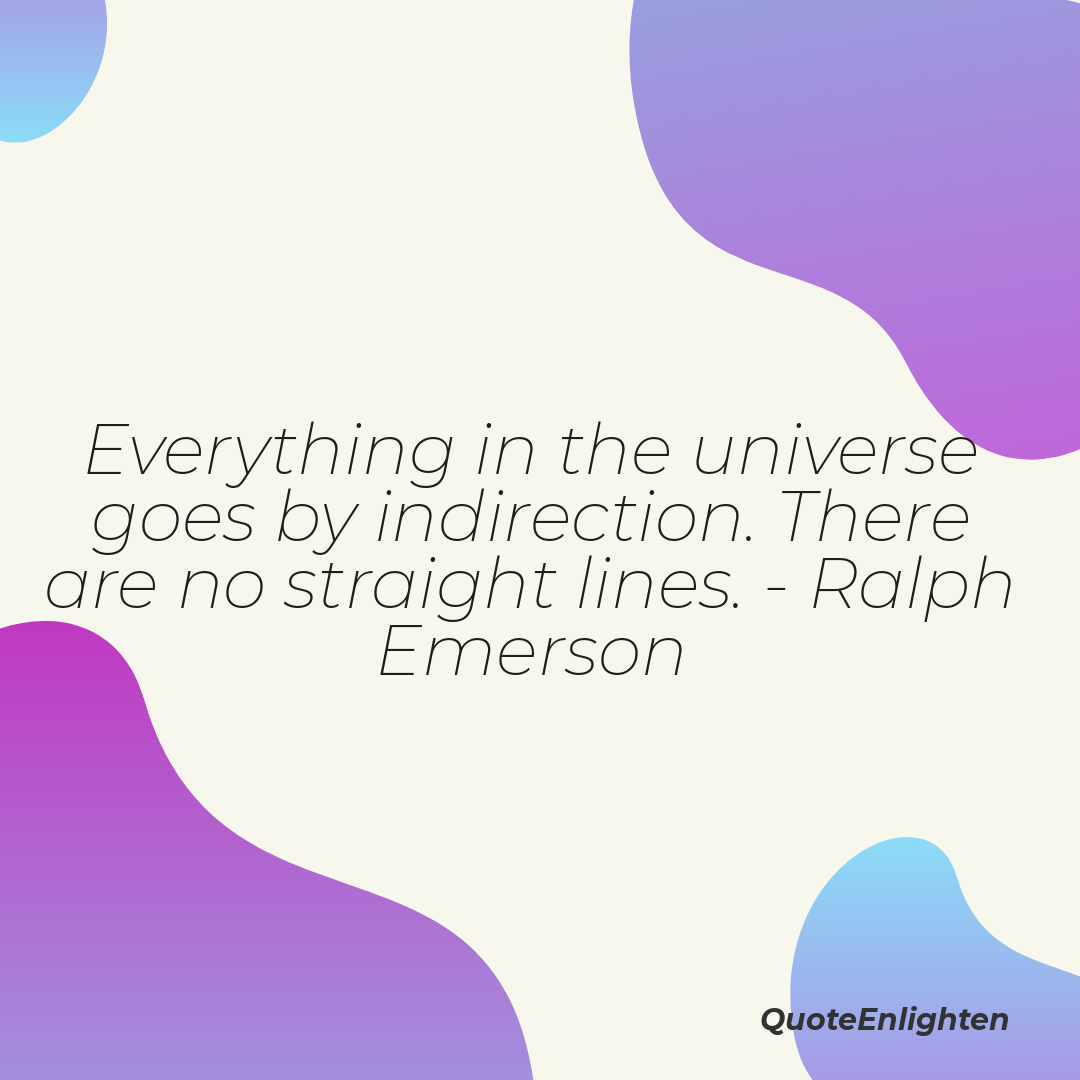 Everything in the universe
goes by indirection. There
are no straight lines. - Ralph
Emerson
QuoteEnlighten